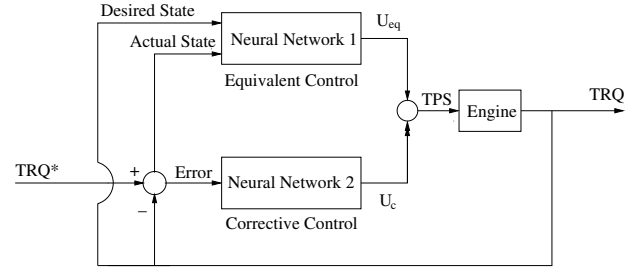 Desired State
Actual State
Neural Network 1
Equivalent Control
U_eq
TPS
Engine
TRQ
TRQ*
+
−
Error
Neural Network 2
Corrective Control
U_c